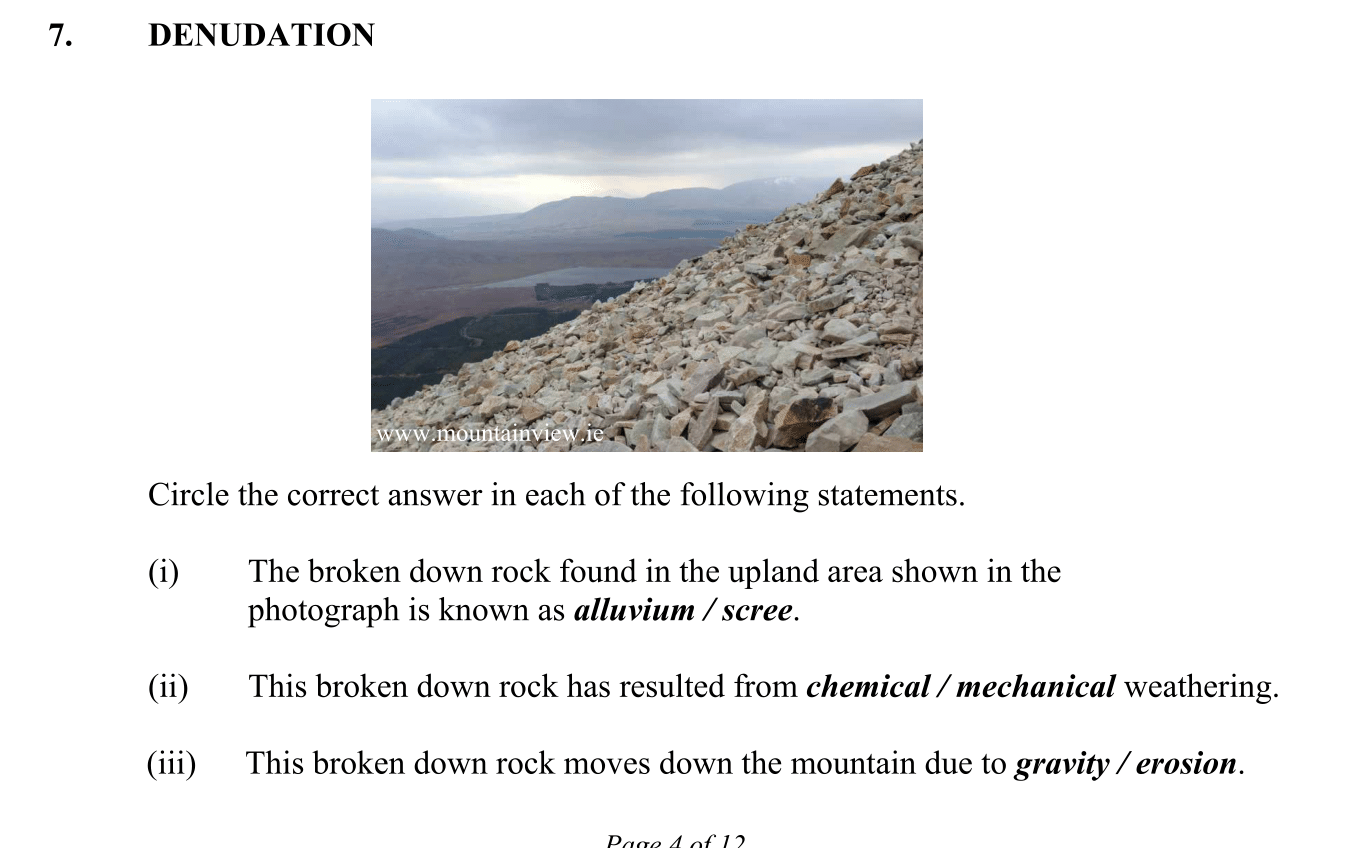 7. DENUDATION
www.mountainview.ie
Circle the correct answer in each of the following statements.
(i) The broken down rock found in the upland area shown in the
photograph is known as alluvium / scree.
(ii) This broken down rock has resulted from chemical / mechanical weathering.
(iii) This broken down rock moves down the mountain due to gravity / erosion.
Page 4 of 12